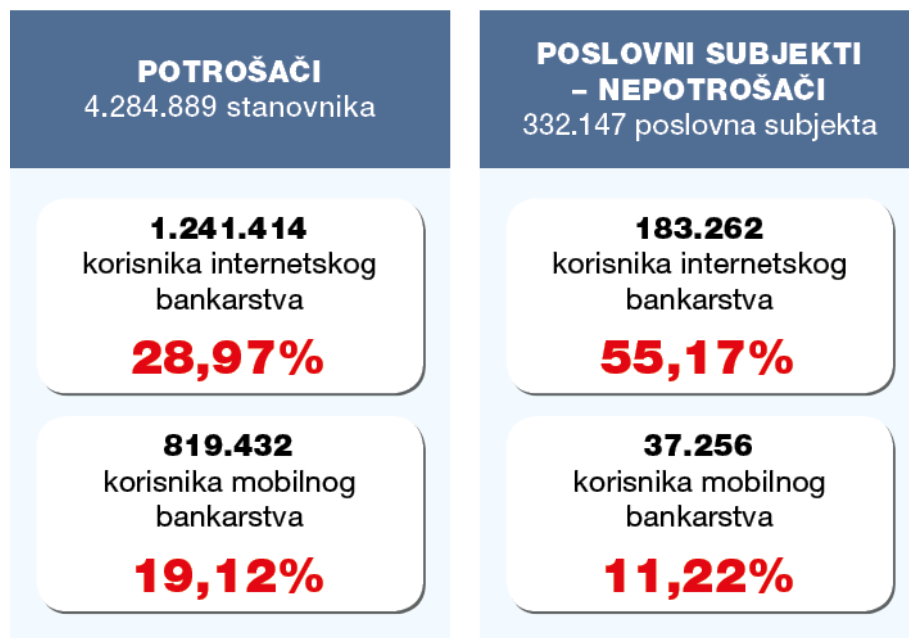 POTROŠAČI
4.284.889 stanovnika
1.241.414
korisnika internetskog
bankarstva
28,97%
819.432
korisnika mobilnog
bankarstva
19,12%
POSLOVNI SUBJEKTI
– NEPOTROŠAČI
332.147 poslovna subjekta
183.262
korisnika internetskog
bankarstva
55,17%
37.256
korisnika mobilnog
bankarstva
11,22%